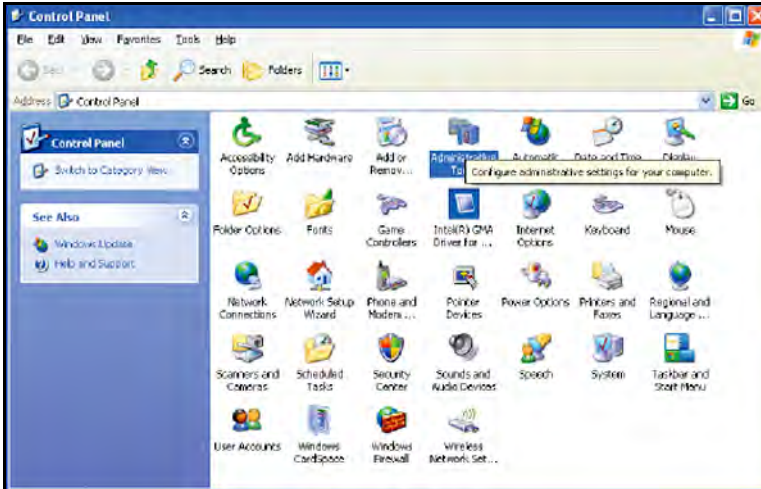 Control Panel
File Edit View Favorites Tools Help
Back Search Folders
Address Control Panel Go
Control Panel
Switch to Category View
See Also
Windows Update
Help and Support
Accessibility Options
Add Hardware
Add or Remov...
Administrative To
Automatic
Date and Time
Display
Configure administrative settings for your computer.
Folder Options
Fonts
Game Controllers
Intel(R) GMA Driver for ...
Internet Options
Keyboard
Mouse
Network Connections
Network Setup Wizard
Phone and Modem ...
Pointer Devices
Power Options
Printers and Faxes
Regional and Language ...
Scanners and Cameras
Scheduled Tasks
Security Center
Sounds and Audio Devices
Speech
System
Taskbar and Start Menu
User Accounts
Windows CardSpace
Windows Firewall
Wireless Network Set...